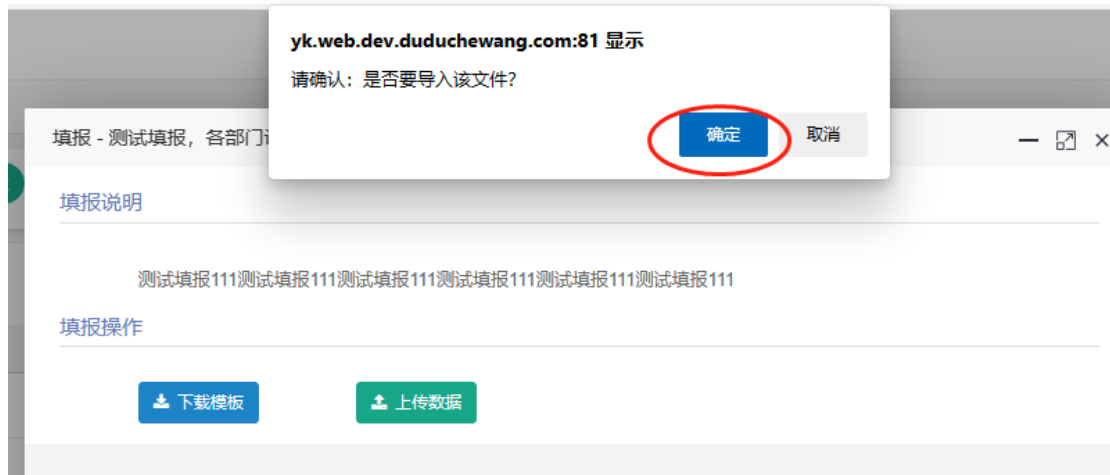 yk.web.dev.duduchewang.com:81 显示
请确认：是否要导入该文件？
确定 取消
填报 - 测试填报，各部门
填报说明
测试填报111测试填报111测试填报111测试填报111测试填报111测试填报111
填报操作
下载模板 上传数据